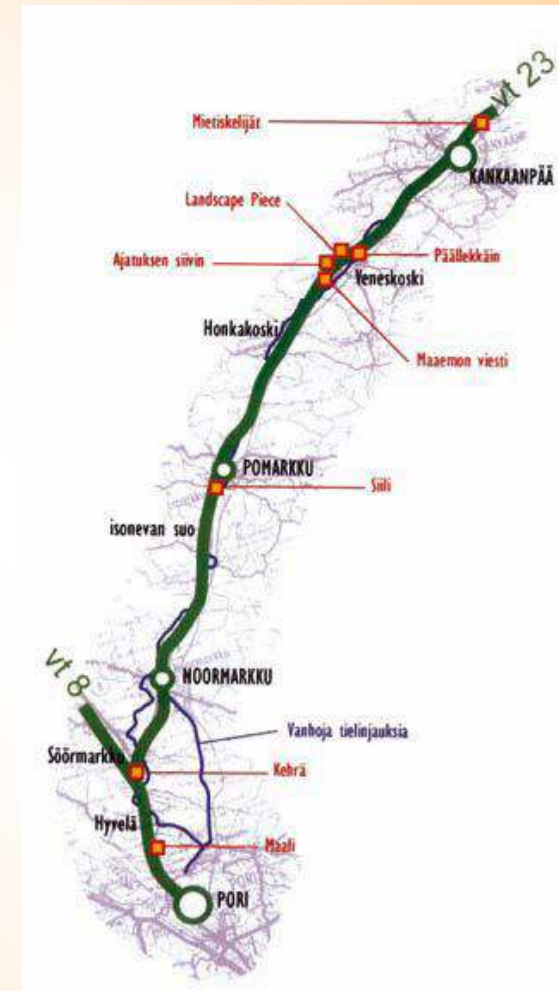 vt 23
Mietiskelijät
KANKAANPÄÄ
Landscape Piece
Ajatuksen siivin
Päällekkäin
Veneskoski
Honkakoski
Maaemon viesti
POMARKKU
Siili
isonevan suo
vt 8
NOORMARKKU
Vanhoja tielinjauksia
Söörmarkku
Kehrä
Hyvelä
Maali
PORI